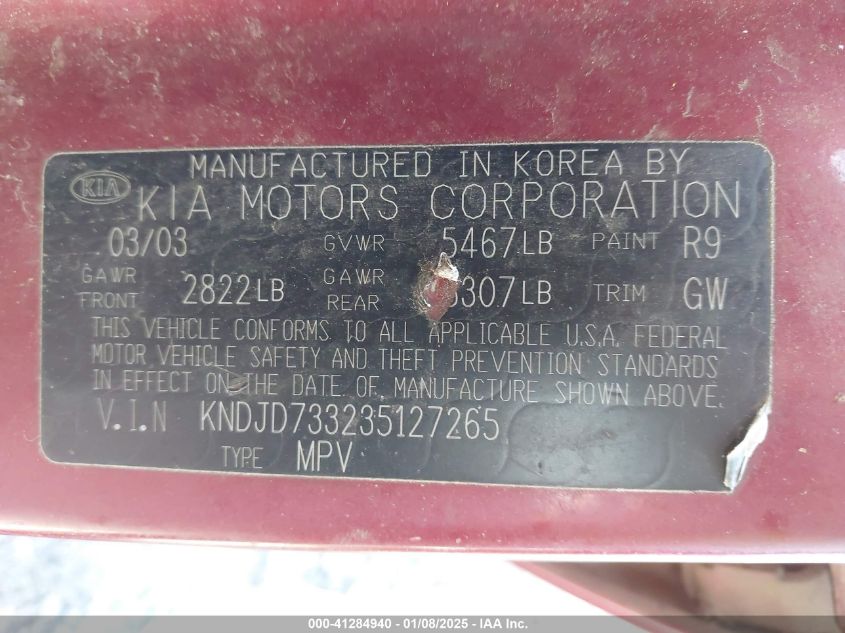 MANUFACTURED IN KOREA BY
KIA KIA MOTORS CORPORATION
03/03 GVWR 5467LB PAINT R9
GAWR FRONT 2822LB GAWR REAR 307LB TRIM GW
THIS VEHICLE CONFORMS TO ALL APPLICABLE U.S.A. FEDERAL
MOTOR VEHICLE SAFETY AND THEFT PREVENTION STANDARDS
IN EFFECT ON THE DATE OF MANUFACTURE SHOWN ABOVE.
V.I.N KNDJD733235127265
TYPE MPV
000-41284940 - 01/08/2025 - IAA Inc.